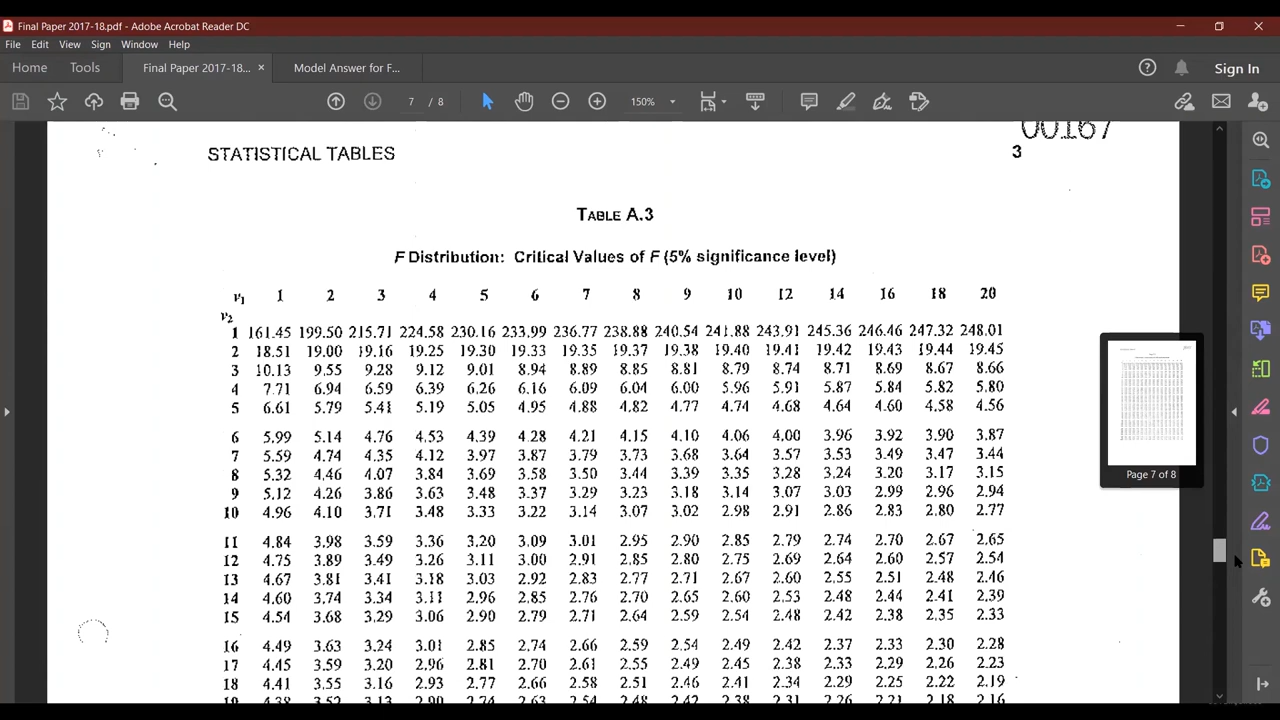 Final Paper 2017-18.pdf - Adobe Acrobat Reader DC
File Edit View Sign Window Help
Home Tools Final Paper 2017-18... × Model Answer for F...
Sign In
7 / 8 150%
00167
STATISTICAL TABLES 3
TABLE A.3
F Distribution: Critical Values of F (5% significance level)
v1 1 2 3 4 5 6 7 8 9 10 12 14 16 18 20
v2
1 161.45 199.50 215.71 224.58 230.16 233.99 236.77 238.88 240.54 241.88 243.91 245.36 246.46 247.32 248.01
2 18.51 19.00 19.16 19.25 19.30 19.33 19.35 19.37 19.38 19.40 19.41 19.42 19.43 19.44 19.45
3 10.13 9.55 9.28 9.12 9.01 8.94 8.89 8.85 8.81 8.79 8.74 8.71 8.69 8.67 8.66
4 7.71 6.94 6.59 6.39 6.26 6.16 6.09 6.04 6.00 5.96 5.91 5.87 5.84 5.82 5.80
5 6.61 5.79 5.41 5.19 5.05 4.95 4.88 4.82 4.77 4.74 4.68 4.64 4.60 4.58 4.56
6 5.99 5.14 4.76 4.53 4.39 4.28 4.21 4.15 4.10 4.06 4.00 3.96 3.92 3.90 3.87
7 5.59 4.74 4.35 4.12 3.97 3.87 3.79 3.73 3.68 3.64 3.57 3.53 3.49 3.47 3.44
8 5.32 4.46 4.07 3.84 3.69 3.58 3.50 3.44 3.39 3.35 3.28 3.24 3.20 3.17 3.15
9 5.12 4.26 3.86 3.63 3.48 3.37 3.29 3.23 3.18 3.14 3.07 3.03 2.99 2.96 2.94
10 4.96 4.10 3.71 3.48 3.33 3.22 3.14 3.07 3.02 2.98 2.91 2.86 2.83 2.80 2.77
11 4.84 3.98 3.59 3.36 3.20 3.09 3.01 2.95 2.90 2.85 2.79 2.74 2.70 2.67 2.65
12 4.75 3.89 3.49 3.26 3.11 3.00 2.91 2.85 2.80 2.75 2.69 2.64 2.60 2.57 2.54
13 4.67 3.81 3.41 3.18 3.03 2.92 2.83 2.77 2.71 2.67 2.60 2.55 2.51 2.48 2.46
14 4.60 3.74 3.34 3.11 2.96 2.85 2.76 2.70 2.65 2.60 2.53 2.48 2.44 2.41 2.39
15 4.54 3.68 3.29 3.06 2.90 2.79 2.71 2.64 2.59 2.54 2.48 2.42 2.38 2.35 2.33
16 4.49 3.63 3.24 3.01 2.85 2.74 2.66 2.59 2.54 2.49 2.42 2.37 2.33 2.30 2.28
17 4.45 3.59 3.20 2.96 2.81 2.70 2.61 2.55 2.49 2.45 2.38 2.33 2.29 2.26 2.23
18 4.41 3.55 3.16 2.93 2.77 2.66 2.58 2.51 2.46 2.41 2.34 2.29 2.25 2.22 2.19
19 4.38 3.52 3.13 2.90 2.74 2.63 2.54 2.48 2.42 2.38 2.31 2.26 2.21 2.18 2.16
Page 7 of 8